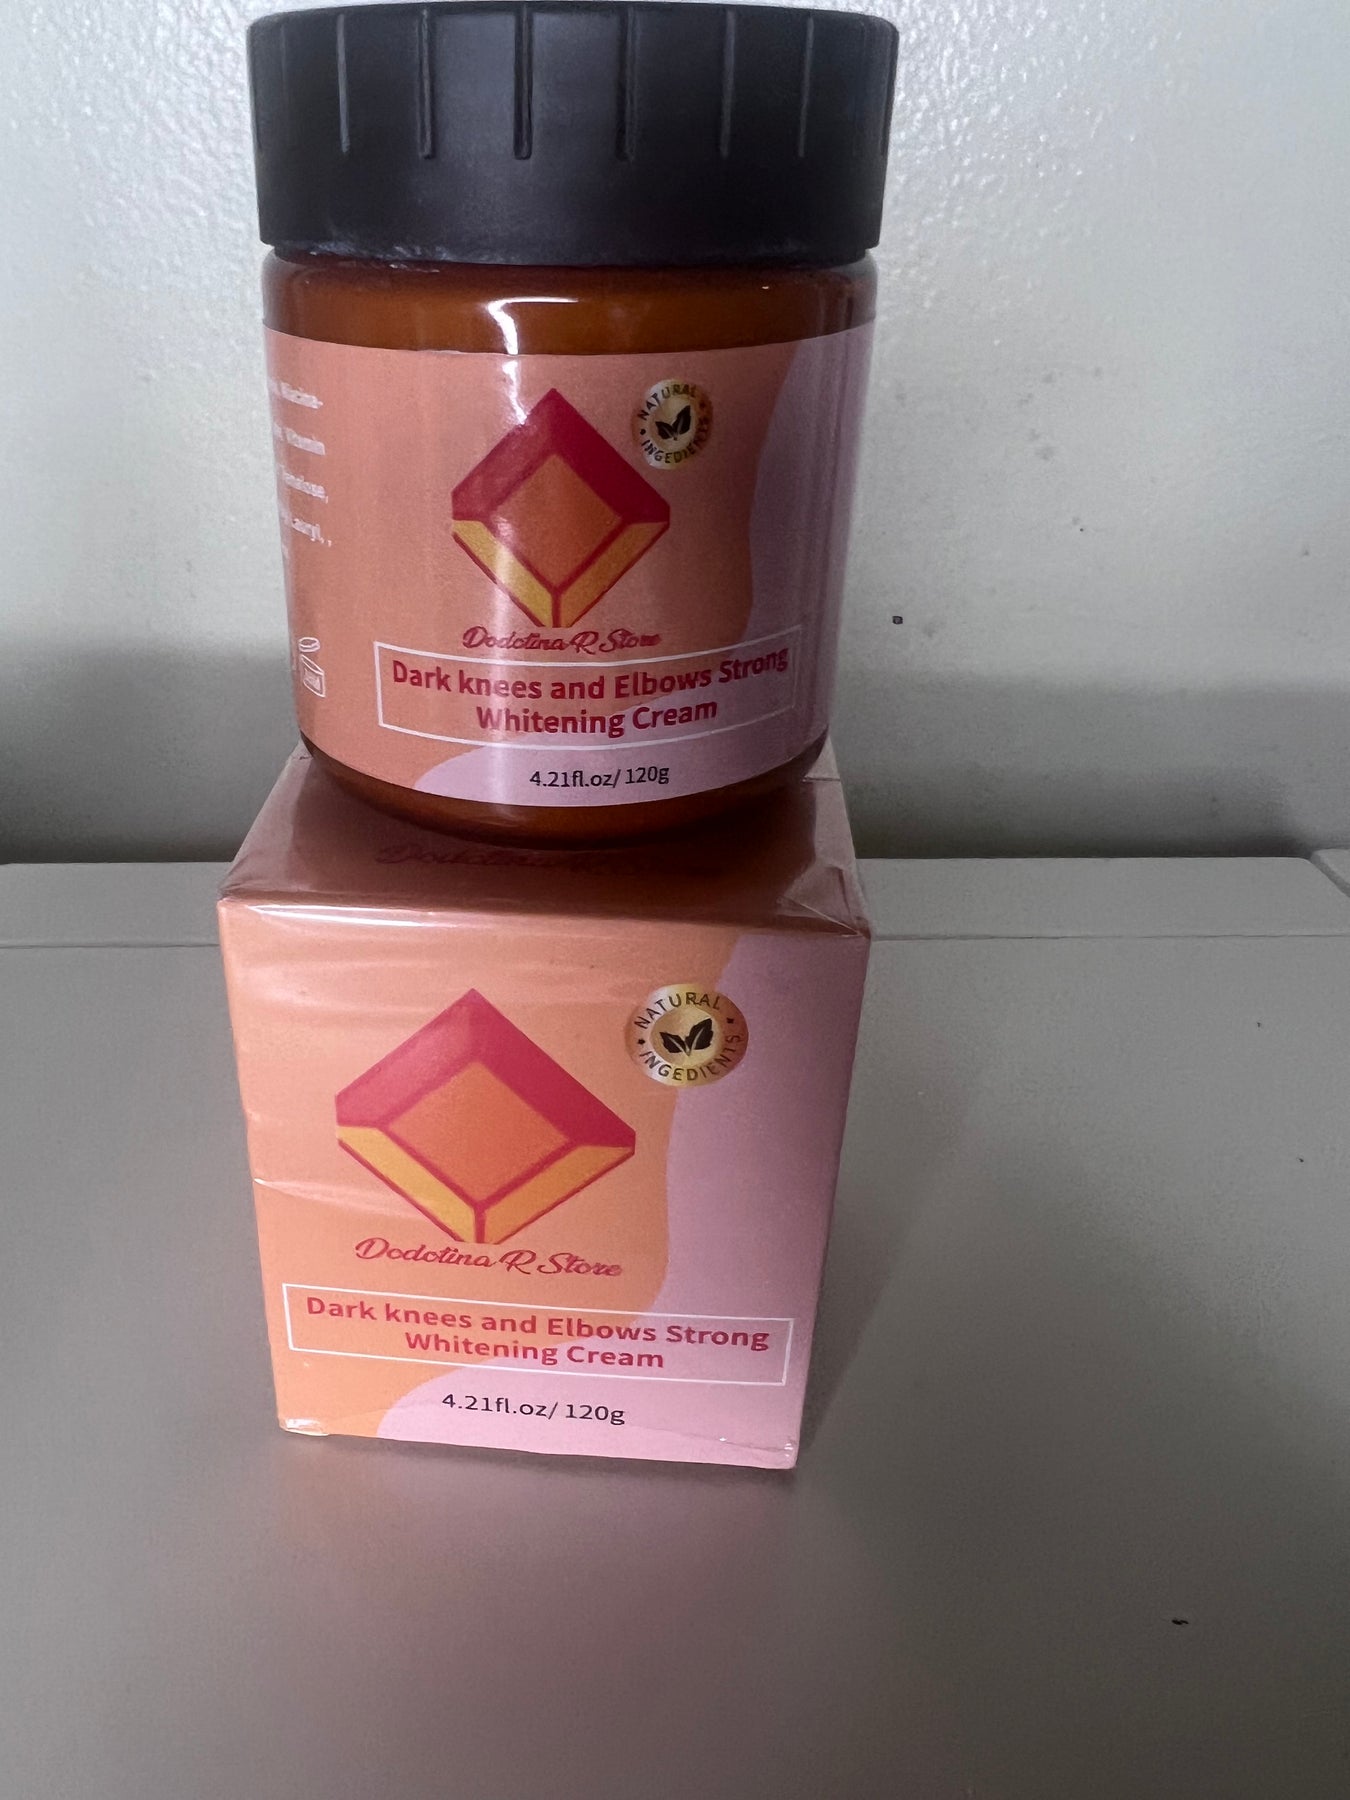 NATURAL
INGEDIENTS
Vitamin
Dodotina R Store
Dark knees and Elbows Strong
Whitening Cream
4.21fl.oz/ 120g
NATURAL
INGEDIENTS
Dodotina R Store
Dark knees and Elbows Strong
Whitening Cream
4.21fl.oz/ 120g